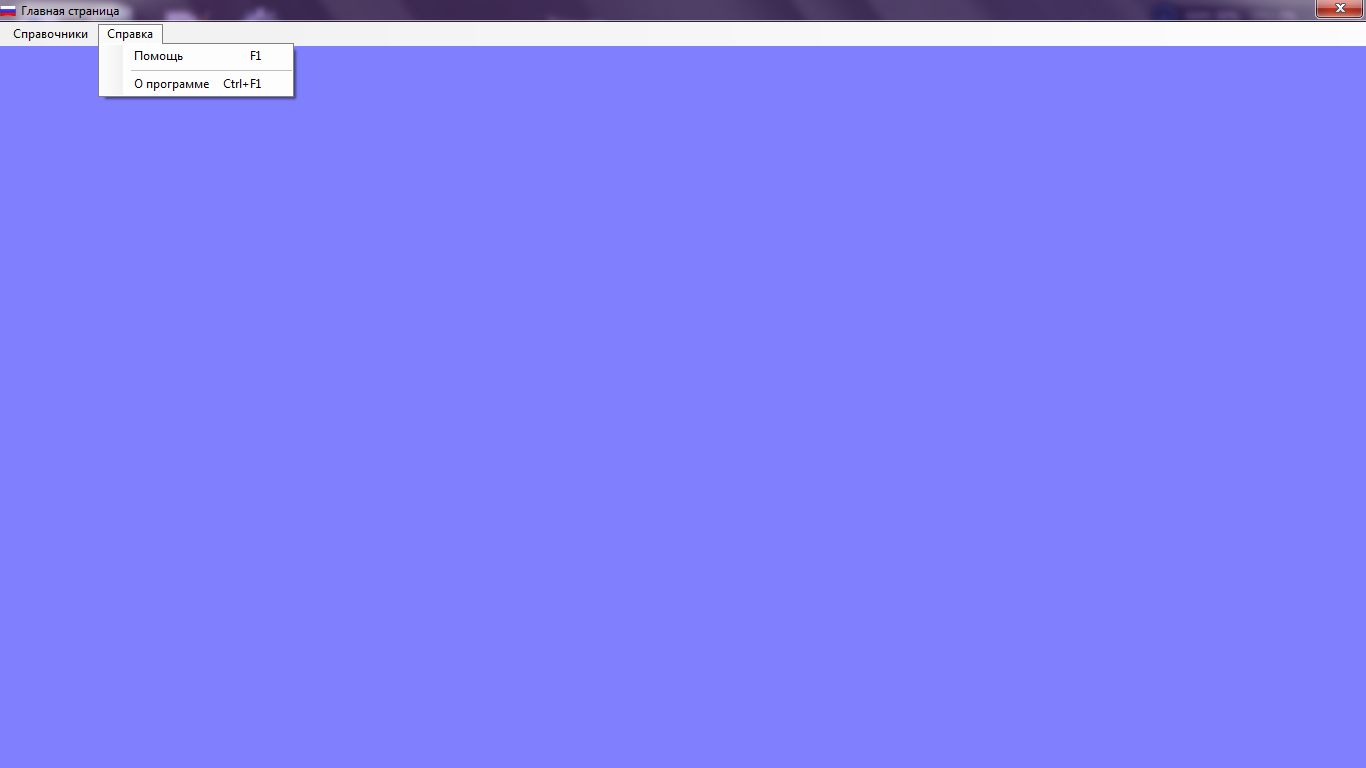 Главная страница
Справочники Справка
Помощь F1
О программе Ctrl+F1